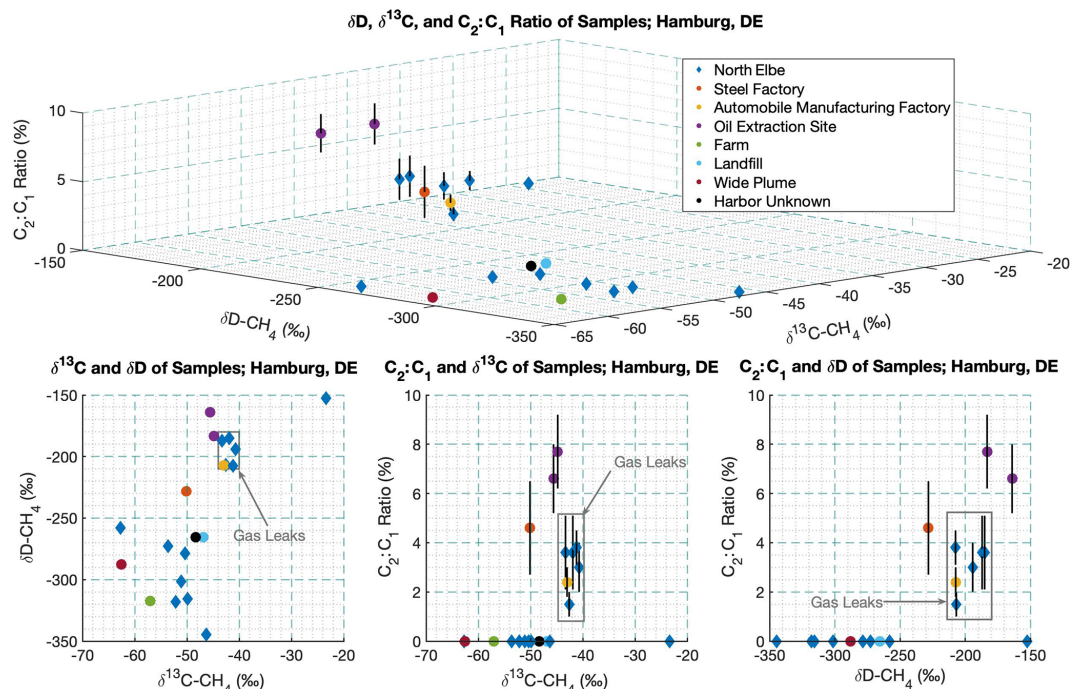 δD, δ¹³C, and C₂:C₁ Ratio of Samples; Hamburg, DE
North Elbe
Steel Factory
Automobile Manufacturing Factory
Oil Extraction Site
Farm
Landfill
Wide Plume
Harbor Unknown
C₂:C₁ Ratio (%)
10
5
0
-150
-200
-250
-300
-350
δD-CH₄ (‰)
-65
-60
-55
-50
-45
-40
-35
-30
-25
-20
δ¹³C-CH₄ (‰)
δ¹³C and δD of Samples; Hamburg, DE
δD-CH₄ (‰)
-150
-200
-250
-300
-350
Gas Leaks
-70
-60
-50
-40
-30
-20
δ¹³C-CH₄ (‰)
C₂:C₁ and δ¹³C of Samples; Hamburg, DE
C₂:C₁ Ratio (%)
10
8
6
4
2
0
Gas Leaks
-70
-60
-50
-40
-30
-20
δ¹³C-CH₄ (‰)
C₂:C₁ and δD of Samples; Hamburg, DE
C₂:C₁ Ratio (%)
10
8
6
4
2
0
Gas Leaks
-350
-300
-250
-200
-150
δD-CH₄ (‰)